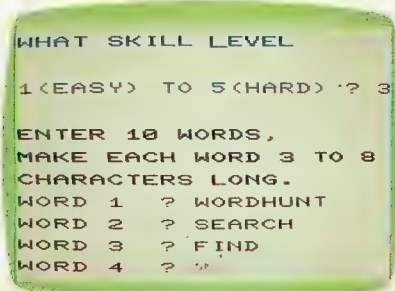 WHAT SKILL LEVEL
1(EASY) TO 5(HARD) ? 3
ENTER 10 WORDS,
MAKE EACH WORD 3 TO 8
CHARACTERS LONG.
WORD 1 ? WORDHUNT
WORD 2 ? SEARCH
WORD 3 ? FIND
WORD 4 ?